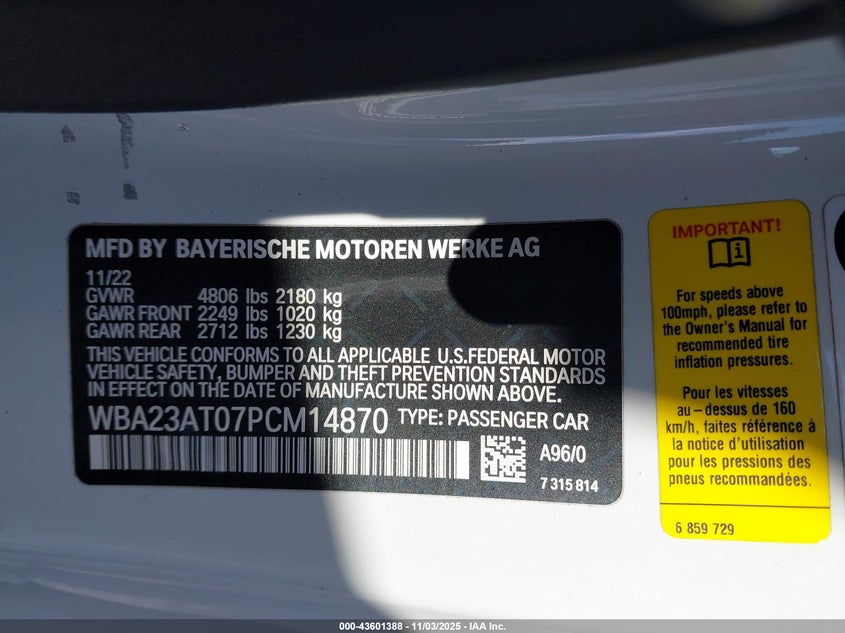 MFD BY BAYERISCHE MOTOREN WERKE AG
11/22
GVWR 4806 lbs 2180 kg
GAWR FRONT 2249 lbs 1020 kg
GAWR REAR 2712 lbs 1230 kg
THIS VEHICLE CONFORMS TO ALL APPLICABLE U.S.FEDERAL MOTOR
VEHICLE SAFETY, BUMPER AND THEFT PREVENTION STANDARDS
IN EFFECT ON THE DATE OF MANUFACTURE SHOWN ABOVE.
WBA23AT07PCM14870 TYPE: PASSENGER CAR
A96/0
7 315 814
IMPORTANT!
For speeds above
100mph, please refer to
the Owner's Manual for
recommended tire
inflation pressures.
Pour les vitesses
au-dessus de 160
km/h, faites référence à
la notice d'utilisation
pour les pressions des
pneus recommandées.
6 859 729
000-43601388 - 11/03/2025 - IAA Inc.